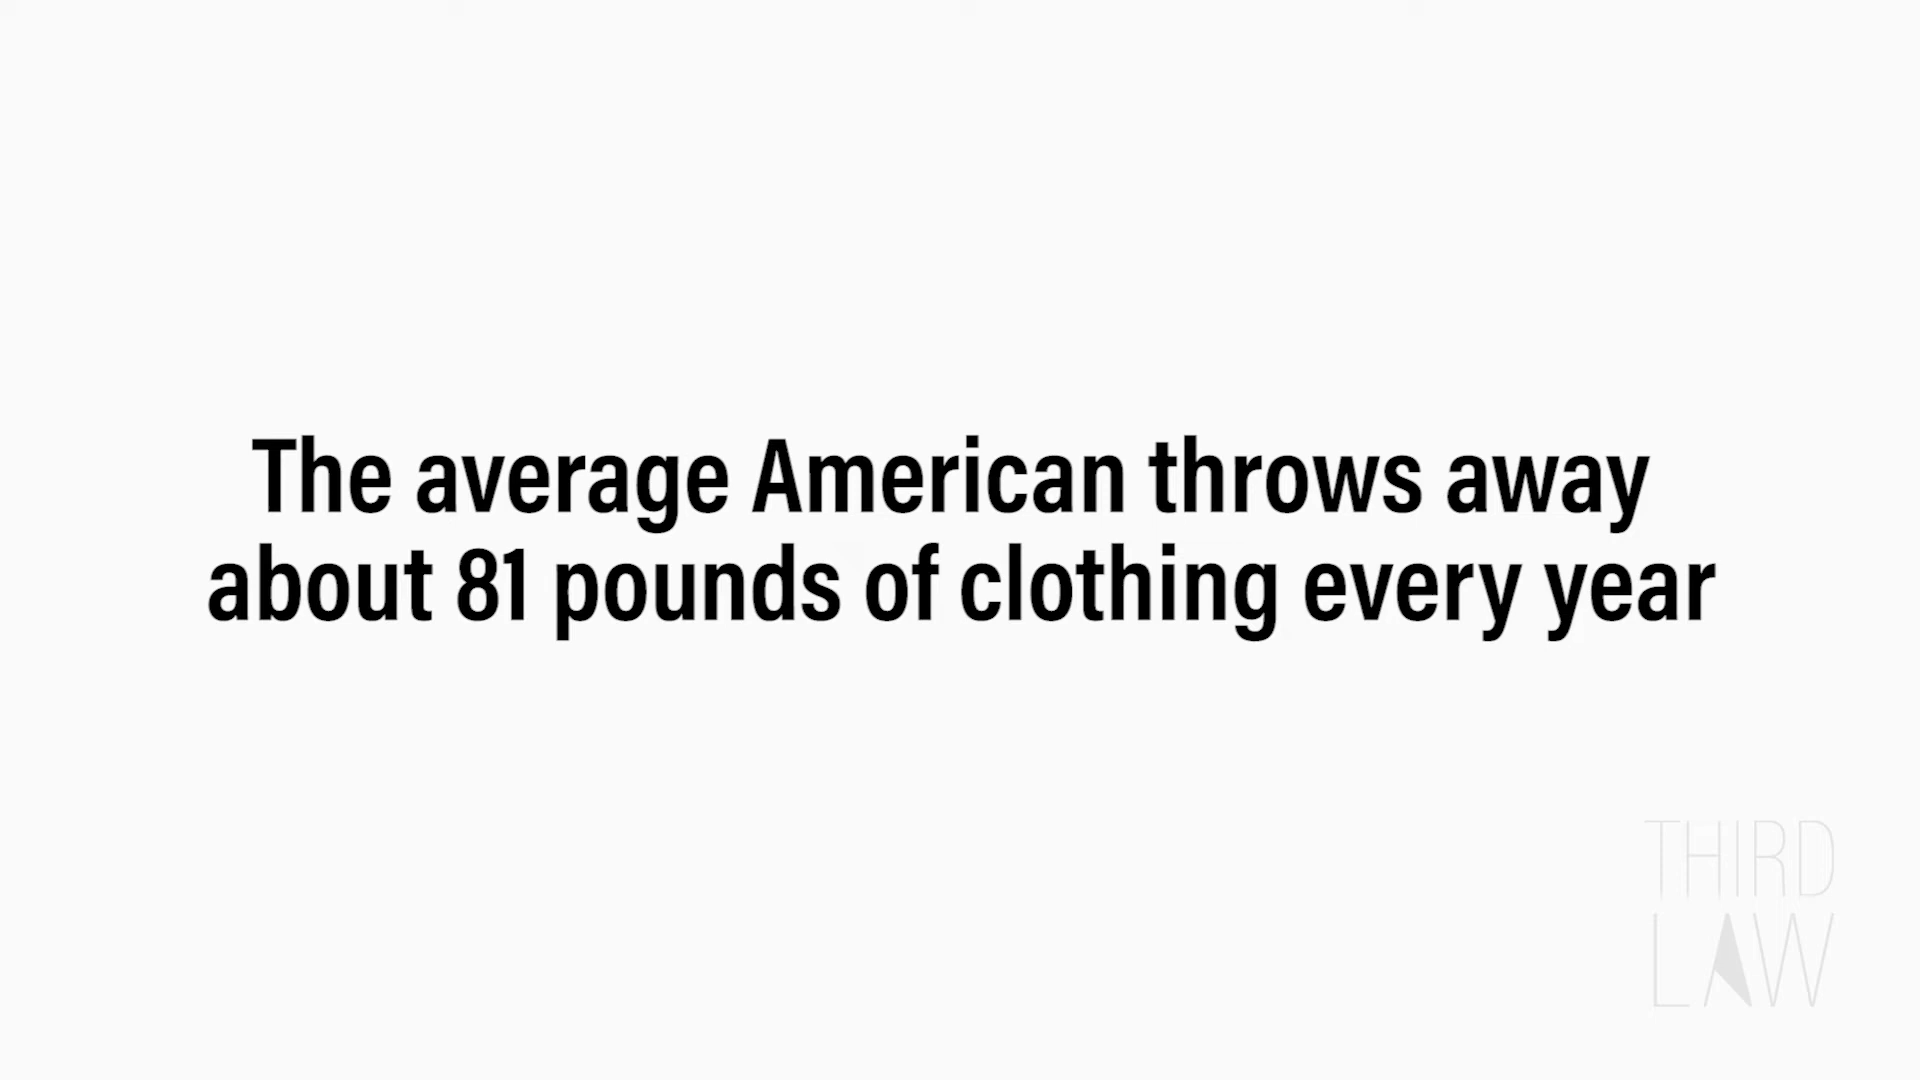 The average American throws away
about 81 pounds of clothing every year
THIRD
LAW